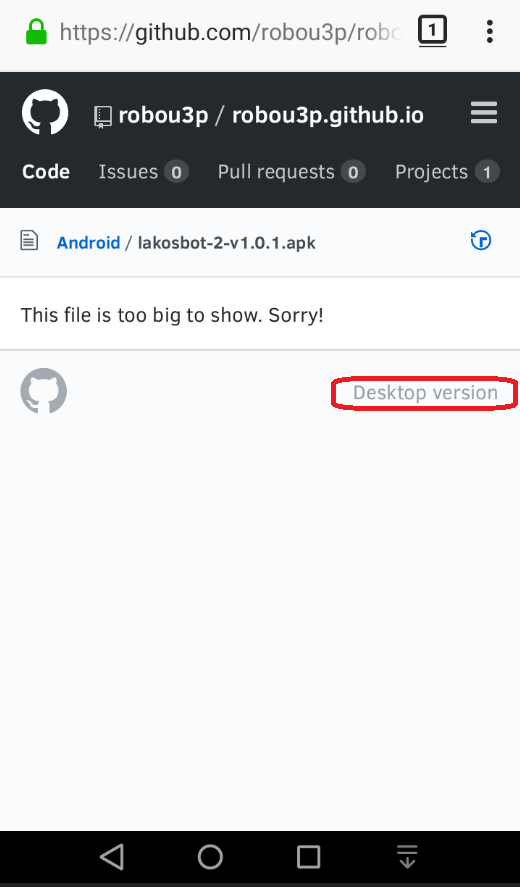 https://github.com/robou3p/robo
1
robou3p / robou3p.github.io
Code Issues 0 Pull requests 0 Projects 1
Android / lakosbot-2-v1.0.1.apk
This file is too big to show. Sorry!
Desktop version